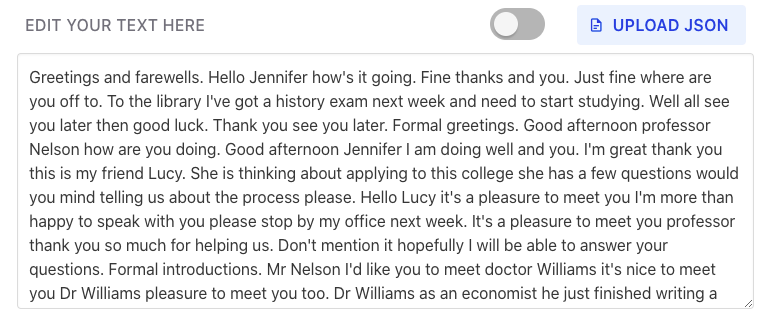 EDIT YOUR TEXT HERE
UPLOAD JSON
Greetings and farewells. Hello Jennifer how's it going. Fine thanks and you. Just fine where are
you off to. To the library I've got a history exam next week and need to start studying. Well all see
you later then good luck. Thank you see you later. Formal greetings. Good afternoon professor
Nelson how are you doing. Good afternoon Jennifer I am doing well and you. I'm great thank you
this is my friend Lucy. She is thinking about applying to this college she has a few questions would
you mind telling us about the process please. Hello Lucy it's a pleasure to meet you I'm more than
happy to speak with you please stop by my office next week. It's a pleasure to meet you professor
thank you so much for helping us. Don't mention it hopefully I will be able to answer your
questions. Formal introductions. Mr Nelson I'd like you to meet doctor Williams it's nice to meet
you Dr Williams pleasure to meet you too. Dr Williams as an economist he just finished writing a